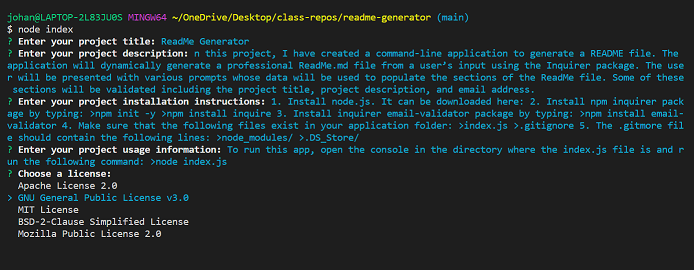 johan@LAPTOP-2L83JU0S MINGW64 ~/OneDrive/Desktop/class-repos/readme-generator (main)
$ node index
? Enter your project title: ReadMe Generator
? Enter your project description: n this project, I have created a command-line application to generate a README file. The
application will dynamically generate a professional ReadMe.md file from a user's input using the Inquirer package. The use
r will be presented with various prompts whose data will be used to populate the sections of the ReadMe file. Some of these
 sections will be validated including the project title, project description, and email address.
? Enter your project installation instructions: 1. Install node.js. It can be downloaded here: 2. Install npm inquirer pack
age by typing: >npm init -y >npm install inquire 3. Install inquirer email-validator package by typing: >npm install email-
validator 4. Make sure that the following files exist in your application folder: >index.js >.gitignore 5. The .gitmore fil
e should contain the following lines: >node_modules/ >.DS_Store/
? Enter your project usage information: To run this app, open the console in the directory where the index.js file is and r
un the following command: >node index.js
? Choose a license:
  Apache License 2.0
> GNU General Public License v3.0
  MIT License
  BSD-2-Clause Simplified License
  Mozilla Public License 2.0